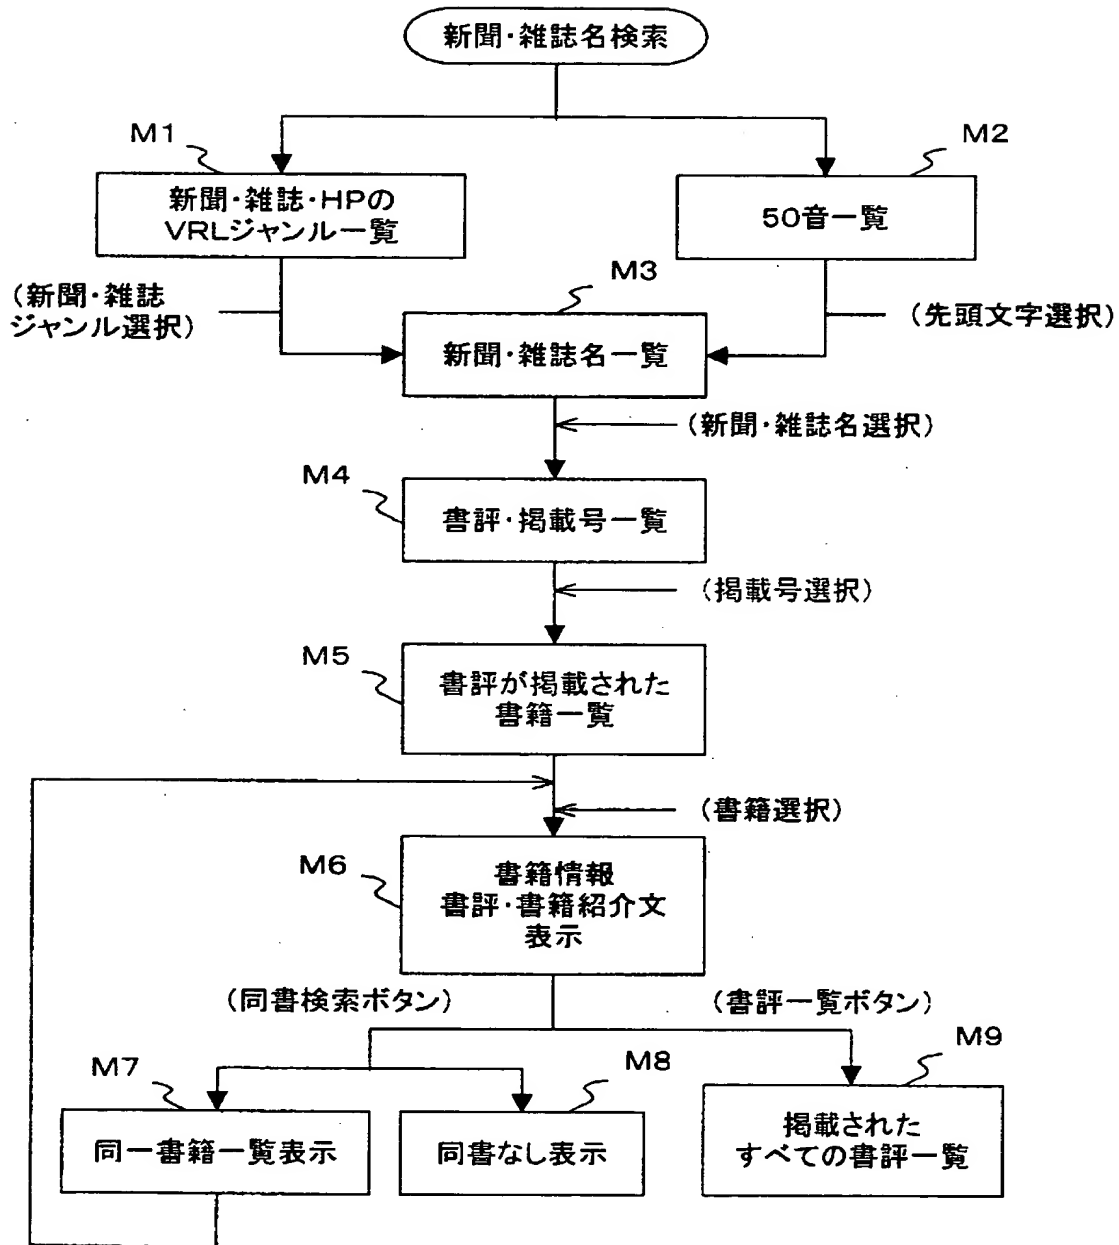 新聞・雑誌名検索
M1
M2
新聞・雑誌・HPの
VRLジャンル一覧
50音一覧
M3
(新聞・雑誌
ジャンル選択)
(先頭文字選択)
新聞・雑誌名一覧
(新聞・雑誌名選択)
M4
書評・掲載号一覧
(掲載号選択)
M5
書評が掲載された
書籍一覧
(書籍選択)
M6
書籍情報
書評・書籍紹介文
表示
(同書検索ボタン)
(書評一覧ボタン)
M7
M8
M9
同一書籍一覧表示
同書なし表示
掲載された
すべての書評一覧